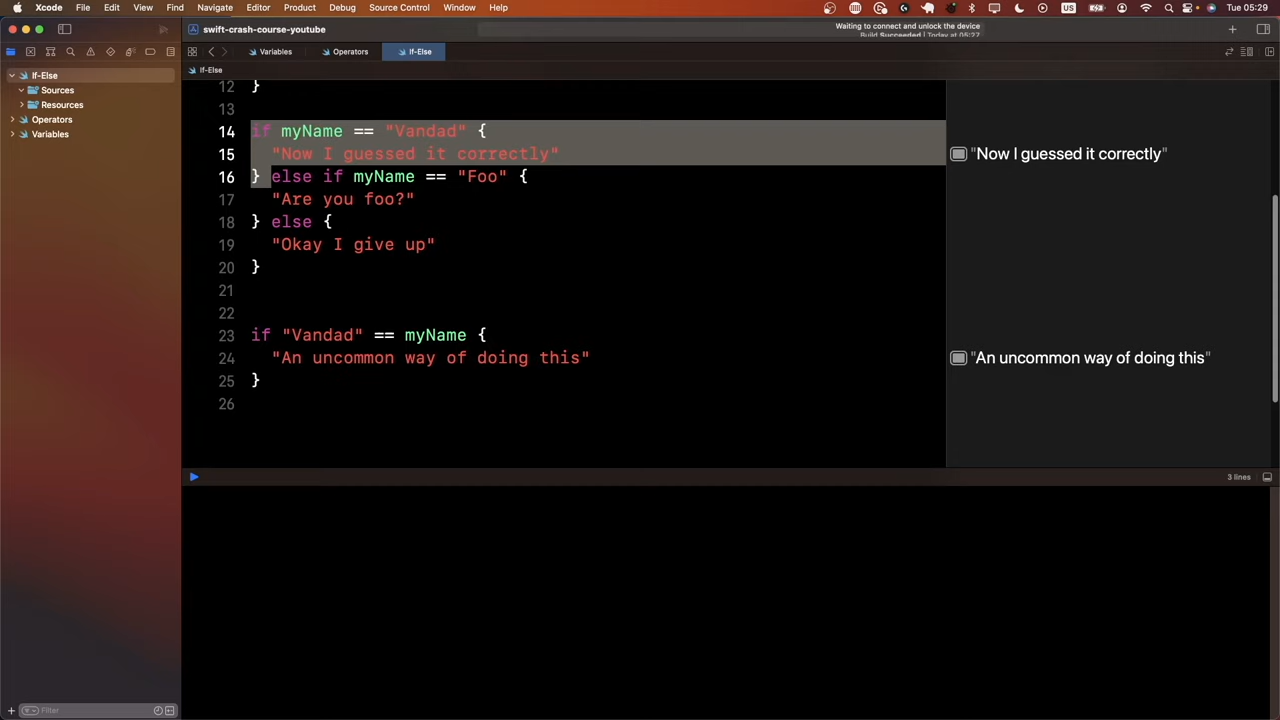 Xcode File Edit View Find Navigate Editor Product Debug Source Control Window Help US Tue 05:29
swift-crash-course-youtube
Waiting to connect and unlock the device
Build Succeeded | Today at 05:27
Variables Operators If-Else
If-Else
If-Else
Sources
Resources
Operators
Variables
12 }
13
14 if myName == "Vandad" {
15 "Now I guessed it correctly" "Now I guessed it correctly"
16 } else if myName == "Foo" {
17 "Are you foo?"
18 } else {
19 "Okay I give up"
20 }
21
22
23 if "Vandad" == myName {
24 "An uncommon way of doing this" "An uncommon way of doing this"
25 }
26
3 lines
Filter